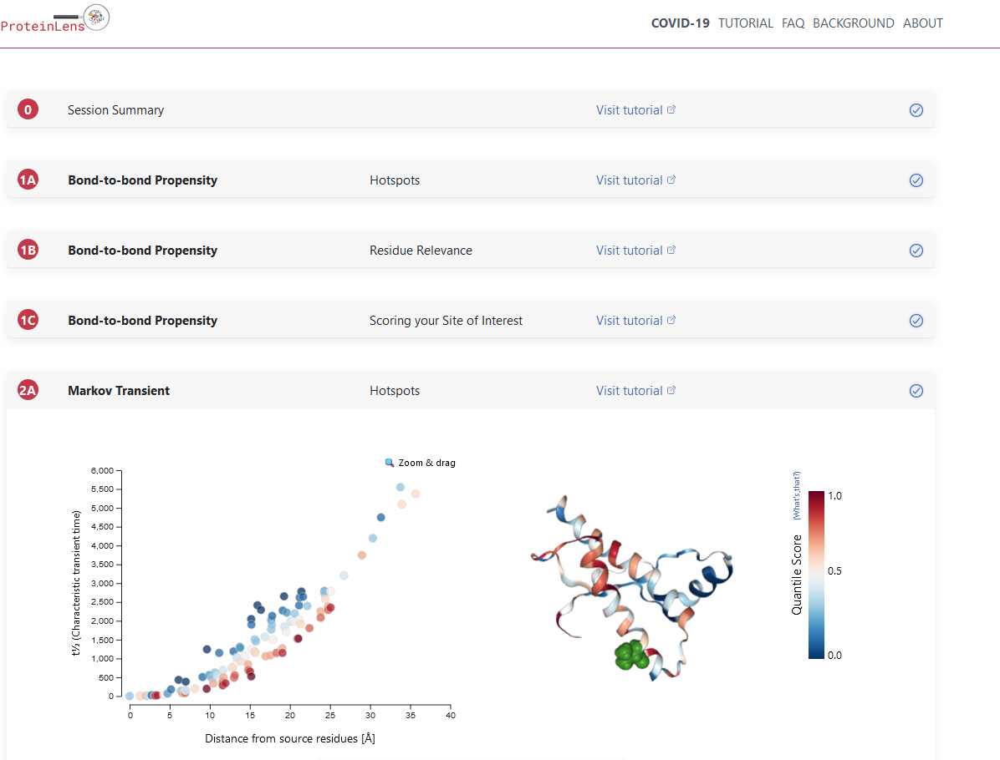 ProteinLens
COVID-19 TUTORIAL FAQ BACKGROUND ABOUT
0 Session Summary Visit tutorial
1A Bond-to-bond Propensity Hotspots Visit tutorial
1B Bond-to-bond Propensity Residue Relevance Visit tutorial
1C Bond-to-bond Propensity Scoring your Site of Interest Visit tutorial
2A Markov Transient Hotspots Visit tutorial
Zoom & drag
t½ (Characteristic transient time)
6,000
5,500
5,000
4,500
4,000
3,500
3,000
2,500
2,000
1,500
1,000
500
0
0 5 10 15 20 25 30 35 40
Distance from source residues [Å]
Quantile Score (What's that?)
1.0
0.5
0.0